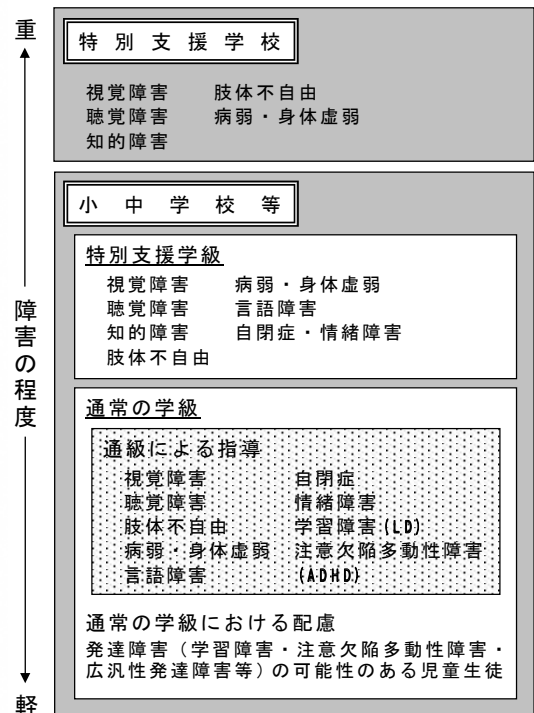 重
障害の程度
軽
特別支援学校
視覚障害 肢体不自由
聴覚障害 病弱・身体虚弱
知的障害
小中学校等
特別支援学級
視覚障害 病弱・身体虚弱
聴覚障害 言語障害
知的障害 自閉症・情緒障害
肢体不自由
通常の学級
通級による指導
視覚障害 自閉症
聴覚障害 情緒障害
肢体不自由 学習障害(LD)
病弱・身体虚弱 注意欠陥多動性障害
言語障害 (ADHD)
通常の学級における配慮
発達障害(学習障害・注意欠陥多動性障害・
広汎性発達障害等)の可能性のある児童生徒